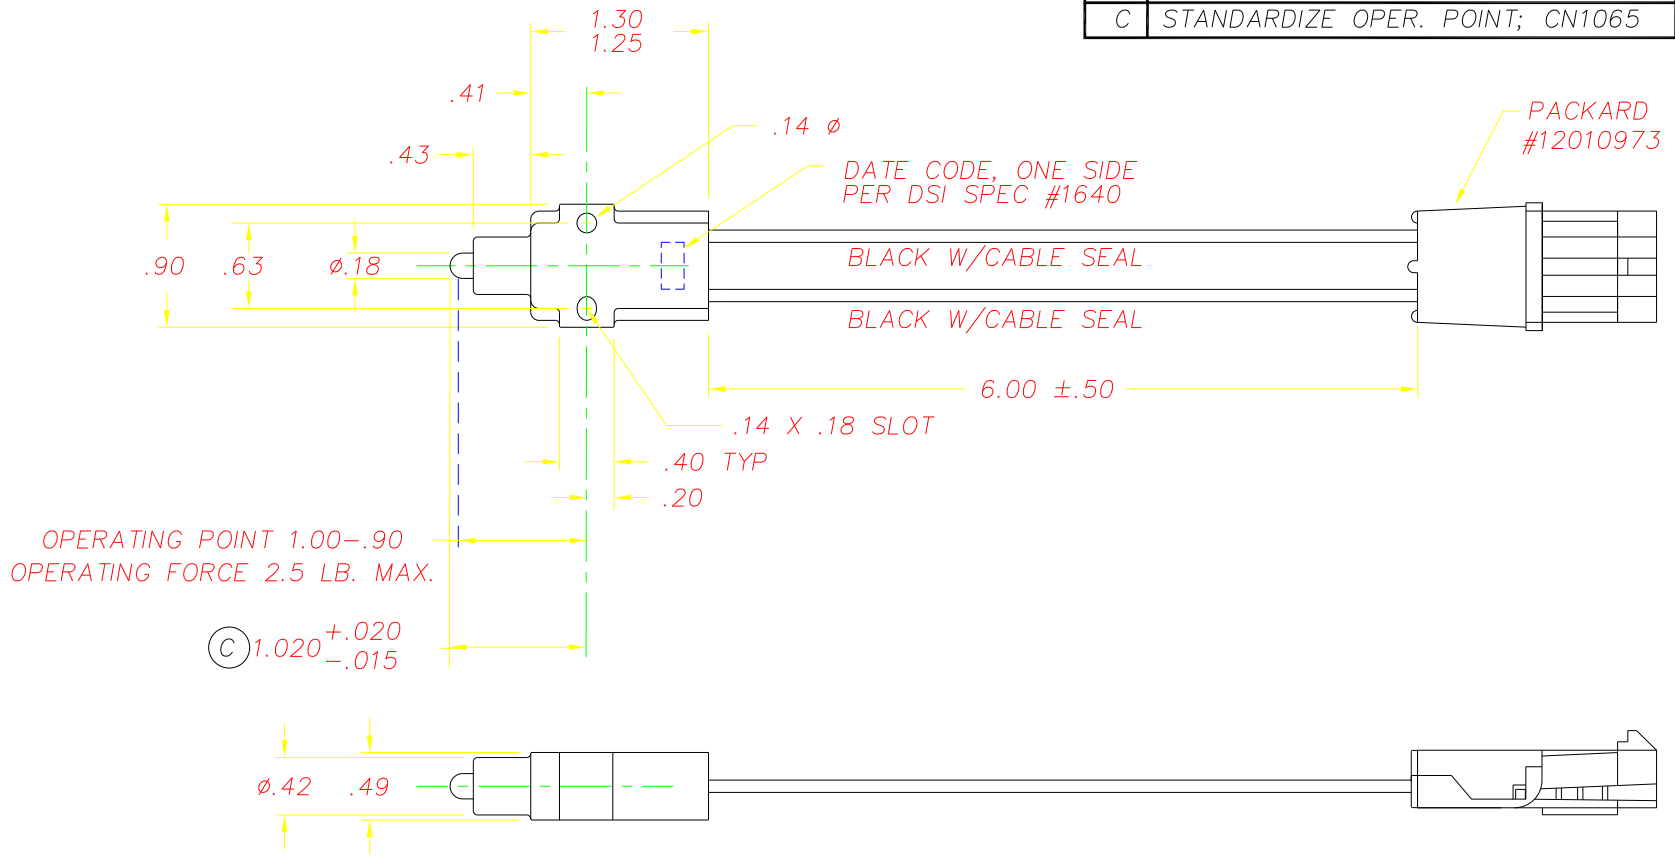 C STANDARDIZE OPER. POINT; CN1065
1.30
1.25
.41
.14 ø
PACKARD
#12010973
.43
DATE CODE, ONE SIDE
PER DSI SPEC #1640
.90 .63 ø.18
BLACK W/CABLE SEAL
BLACK W/CABLE SEAL
6.00 ±.50
.14 X .18 SLOT
.40 TYP
.20
OPERATING POINT 1.00-.90
OPERATING FORCE 2.5 LB. MAX.
C 1.020 +.020
-.015
ø.42 .49